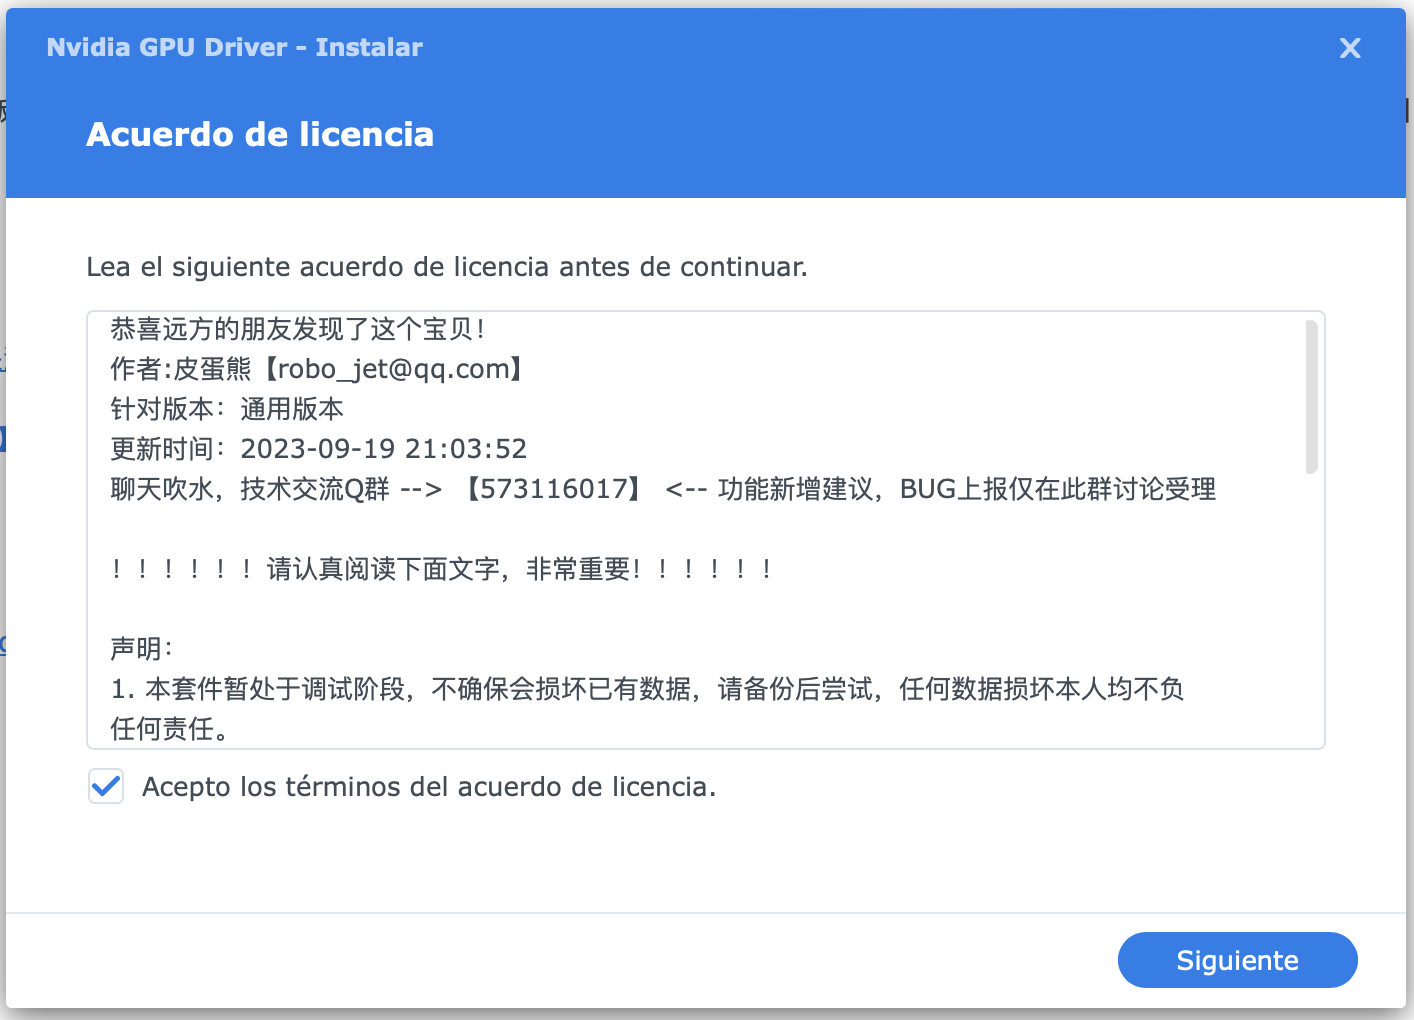 Nvidia GPU Driver - Instalar
Acuerdo de licencia
Lea el siguiente acuerdo de licencia antes de continuar.
恭喜远方的朋友发现了这个宝贝！
作者:皮蛋熊【robo_jet@qq.com】
针对版本：通用版本
更新时间：2023-09-19 21:03:52
聊天吹水，技术交流Q群 --> 【573116017】 <-- 功能新增建议，BUG上报仅在此群讨论受理
！！！！！！请认真阅读下面文字，非常重要！！！！！！
声明：
1. 本套件暂处于调试阶段，不确保会损坏已有数据，请备份后尝试，任何数据损坏本人均不负
任何责任。
Acepto los términos del acuerdo de licencia.
Siguiente